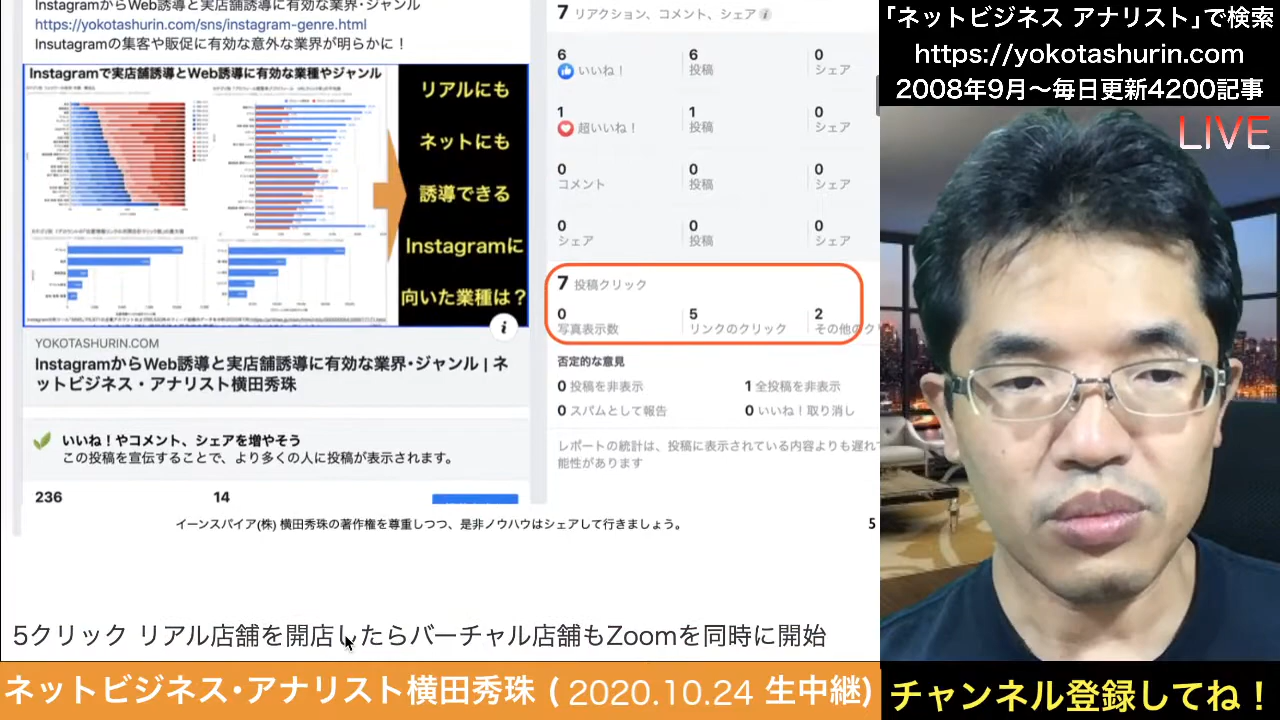 InstagramからWeb誘導と実店舗誘導に有効な業界・ジャンル
https://yokotashurin.com/sns/instagram-genre.html
Insutagramの集客や販促に有効な意外な業界が明らかに！
Instagramで実店舗誘導とWeb誘導に有効な業種やジャンル
リアルにも
ネットにも
誘導できる
Instagramに
向いた業種は？
YOKOTASHURIN.COM
InstagramからWeb誘導と実店舗誘導に有効な業界・ジャンル | ネ
ットビジネス・アナリスト横田秀珠
いいね！やコメント、シェアを増やそう
この投稿を宣伝することで、より多くの人に投稿が表示されます。
236 14
7 リアクション、コメント、シェア
6 6 0
いいね！ 投稿 シェア
1 0 0
超いいね！ 投稿 シェア
0 0 0
コメント 投稿 シェア
0 0 0
シェア 投稿 シェア
7 投稿クリック
0 5 2
写真表示数 リンクのクリック その他のク
否定的な意見
0 投稿を非表示 1 全投稿を非表示
0 スパムとして報告 0 いいね！取り消し
レポートの統計は、投稿に表示されている内容よりも遅れて
能性があります
イーンスパイア(株) 横田秀珠の著作権を尊重しつつ、是非ノウハウはシェアして行きましょう。 5
5クリック リアル店舗を開店したらバーチャル店舗もZoomを同時に開始
ネットビジネス・アナリスト横田秀珠 ( 2020.10.24 生中継)
「ネットビジネス アナリスト」で検索
https://yokotashurin.com
2008年9月〜毎日更新4200記事
LIVE
チャンネル登録してね！